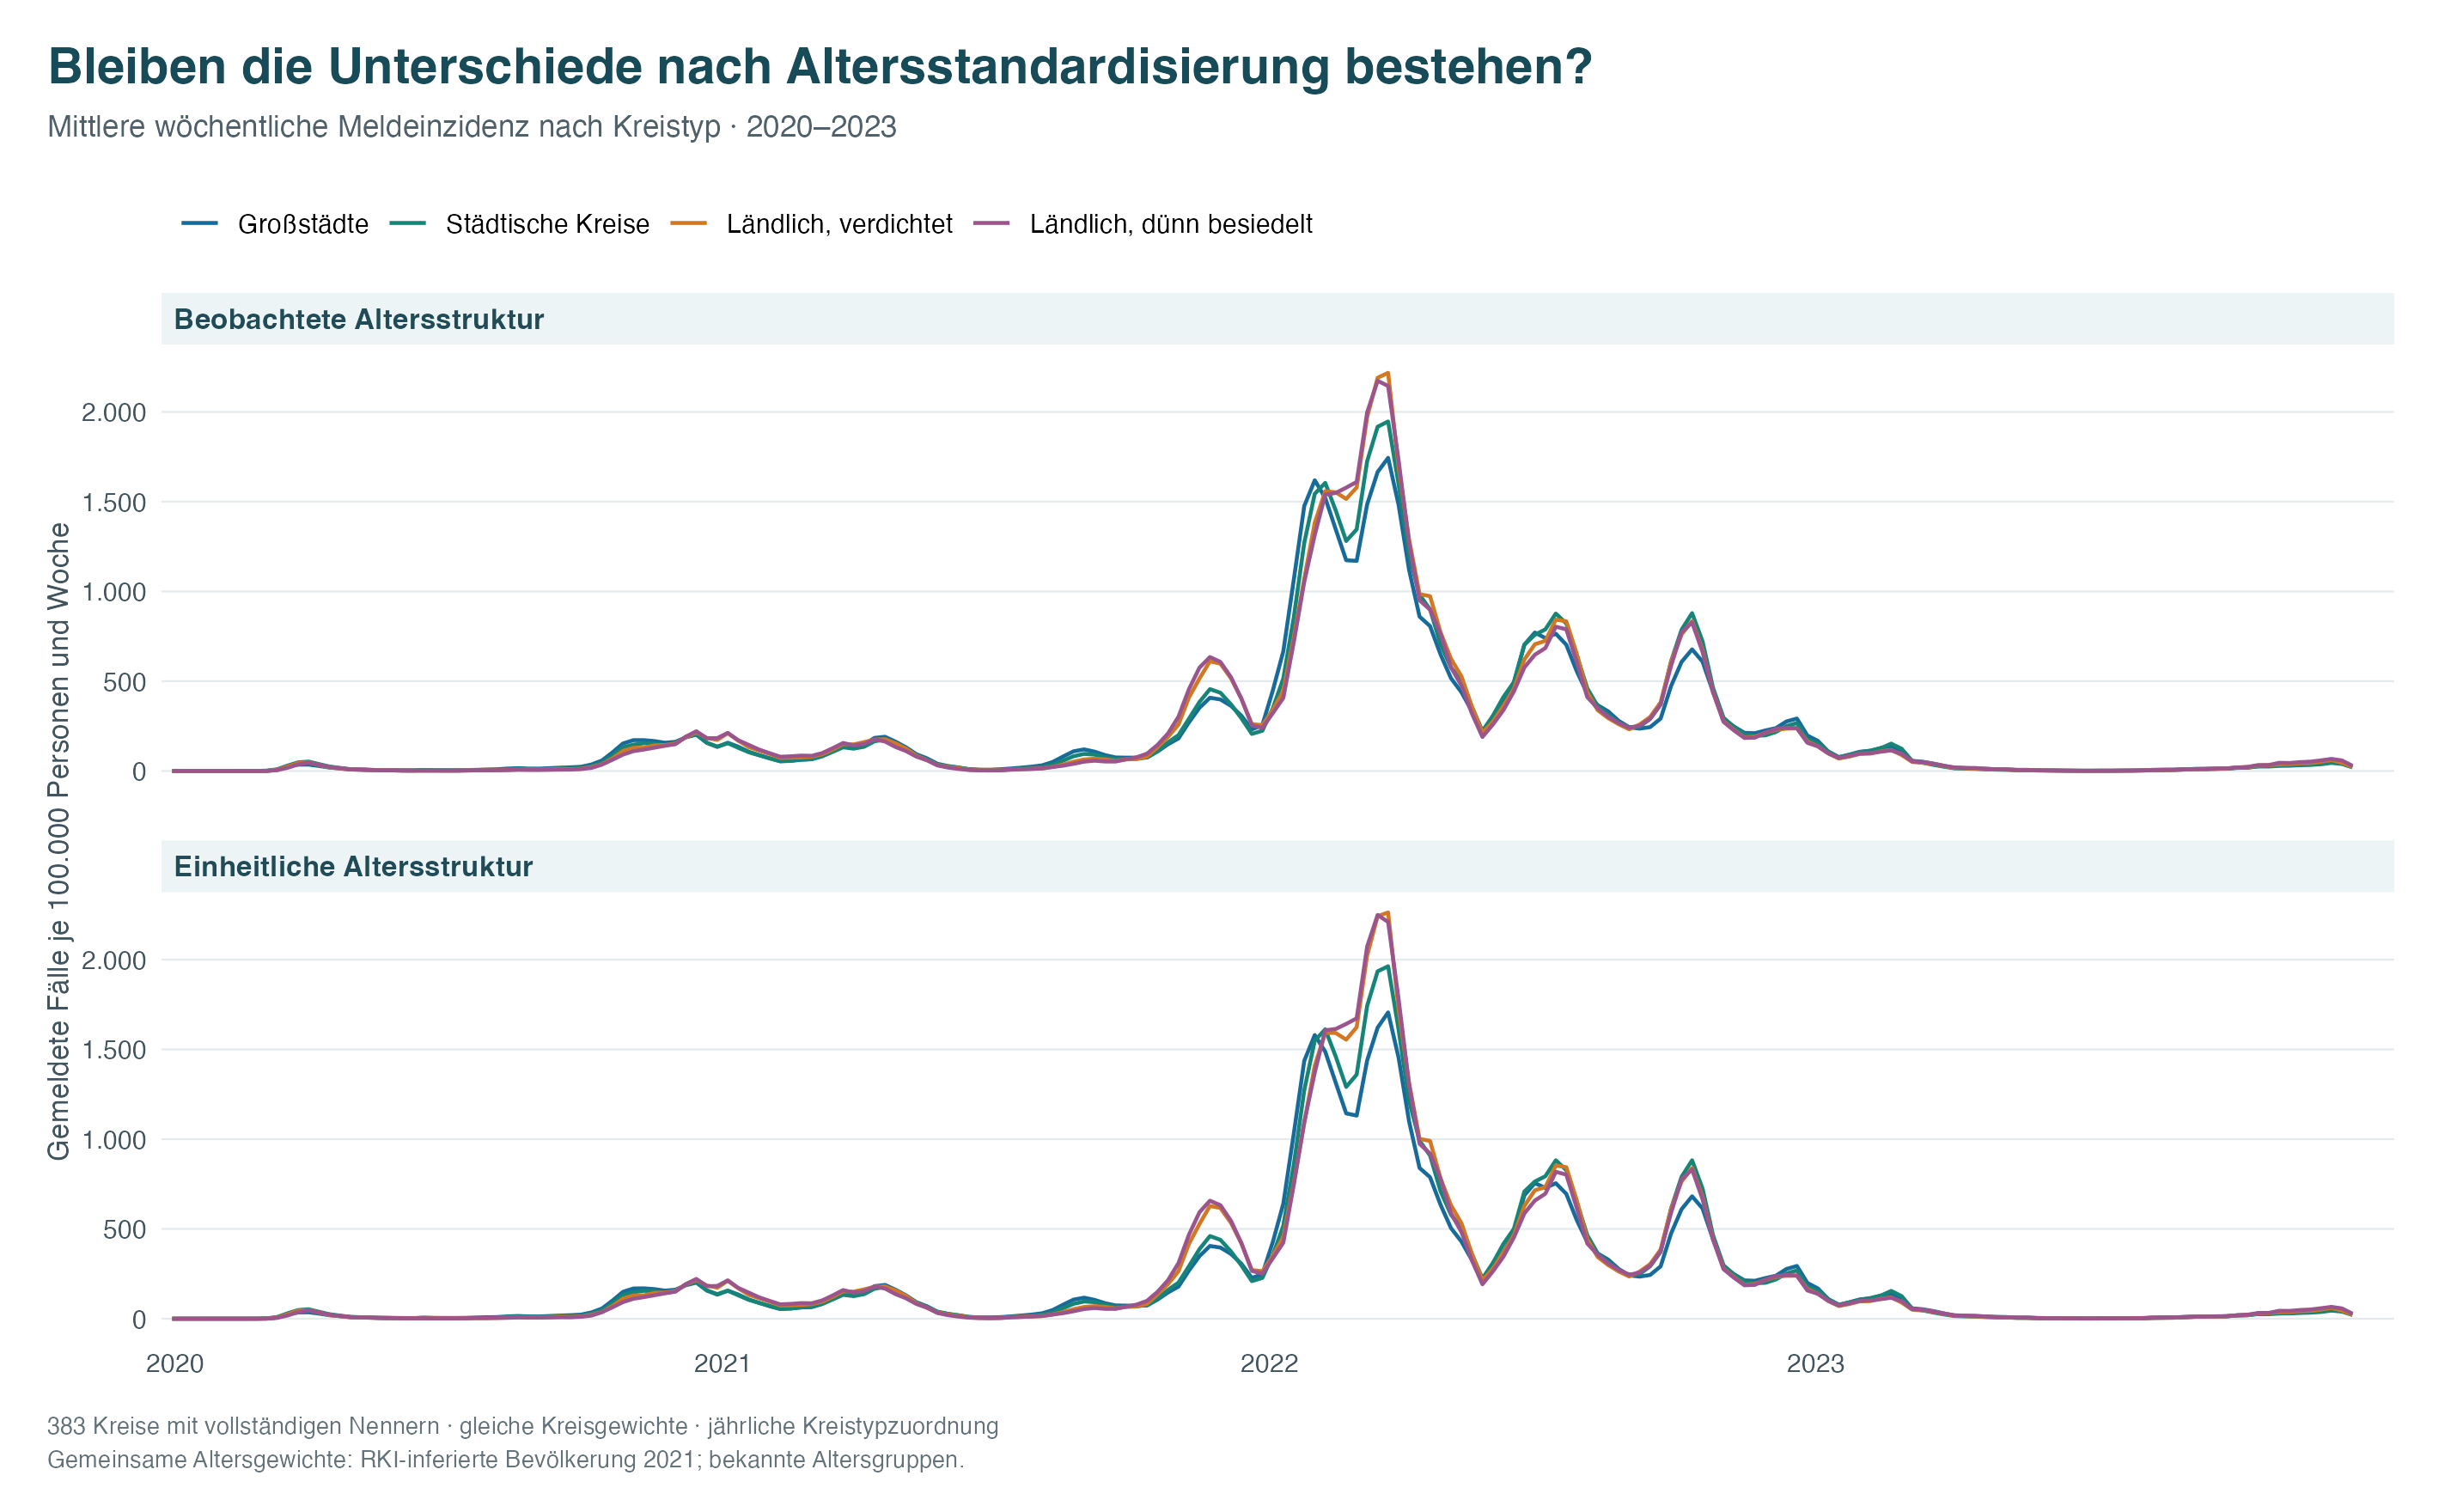 Bleiben die Unterschiede nach Altersstandardisierung bestehen?
Mittlere wöchentliche Meldeinzidenz nach Kreistyp · 2020–2023
Großstädte
Städtische Kreise
Ländlich, verdichtet
Ländlich, dünn besiedelt
Gemeldete Fälle je 100.000 Personen und Woche
Beobachtete Altersstruktur
2.000
1.500
1.000
500
0
Einheitliche Altersstruktur
2.000
1.500
1.000
500
0
2020
2021
2022
2023
383 Kreise mit vollständigen Nennern · gleiche Kreisgewichte · jährliche Kreistypzuordnung
Gemeinsame Altersgewichte: RKI-inferierte Bevölkerung 2021; bekannte Altersgruppen.